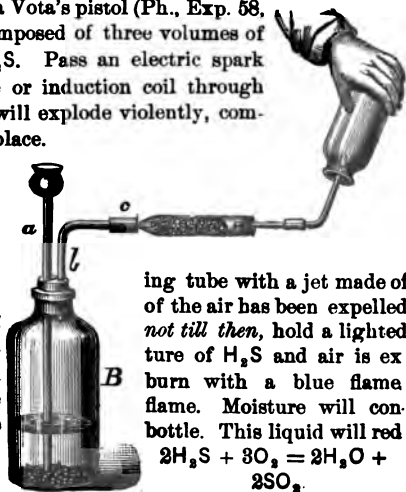 a Vota's pistol (Ph., Exp. 58,
mposed of three volumes of
S. Pass an electric spark
or induction coil through
will explode violently, com-
place.
a
c
l
B
ing tube with a jet made of
of the air has been expelled
not till then, hold a lighted
ture of H₂S and air is ex
burn with a blue flame
flame. Moisture will con-
bottle. This liquid will red
2H₂S + 3O₂ = 2H₂O +
2SO₂.